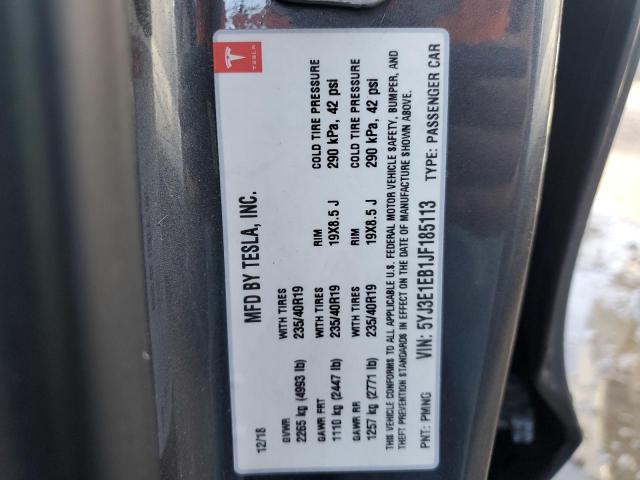 TESLA
12/18 MFD BY TESLA, INC.
GVWR WITH TIRES RIM COLD TIRE PRESSURE
2265 kg (4993 lb) 235/40R19 19X8.5 J 290 kPa, 42 psi
GAWR FRT WITH TIRES RIM COLD TIRE PRESSURE
1110 kg (2447 lb) 235/40R19 19X8.5 J 290 kPa, 42 psi
GAWR RR
1257 kg (2771 lb) 235/40R19
THIS VEHICLE CONFORMS TO ALL APPLICABLE U.S. FEDERAL MOTOR VEHICLE SAFETY, BUMPER, AND
THEFT PREVENTION STANDARDS IN EFFECT ON THE DATE OF MANUFACTURE SHOWN ABOVE.
PNT: PMNG VIN: 5YJ3E1EB1JF185113 TYPE: PASSENGER CAR